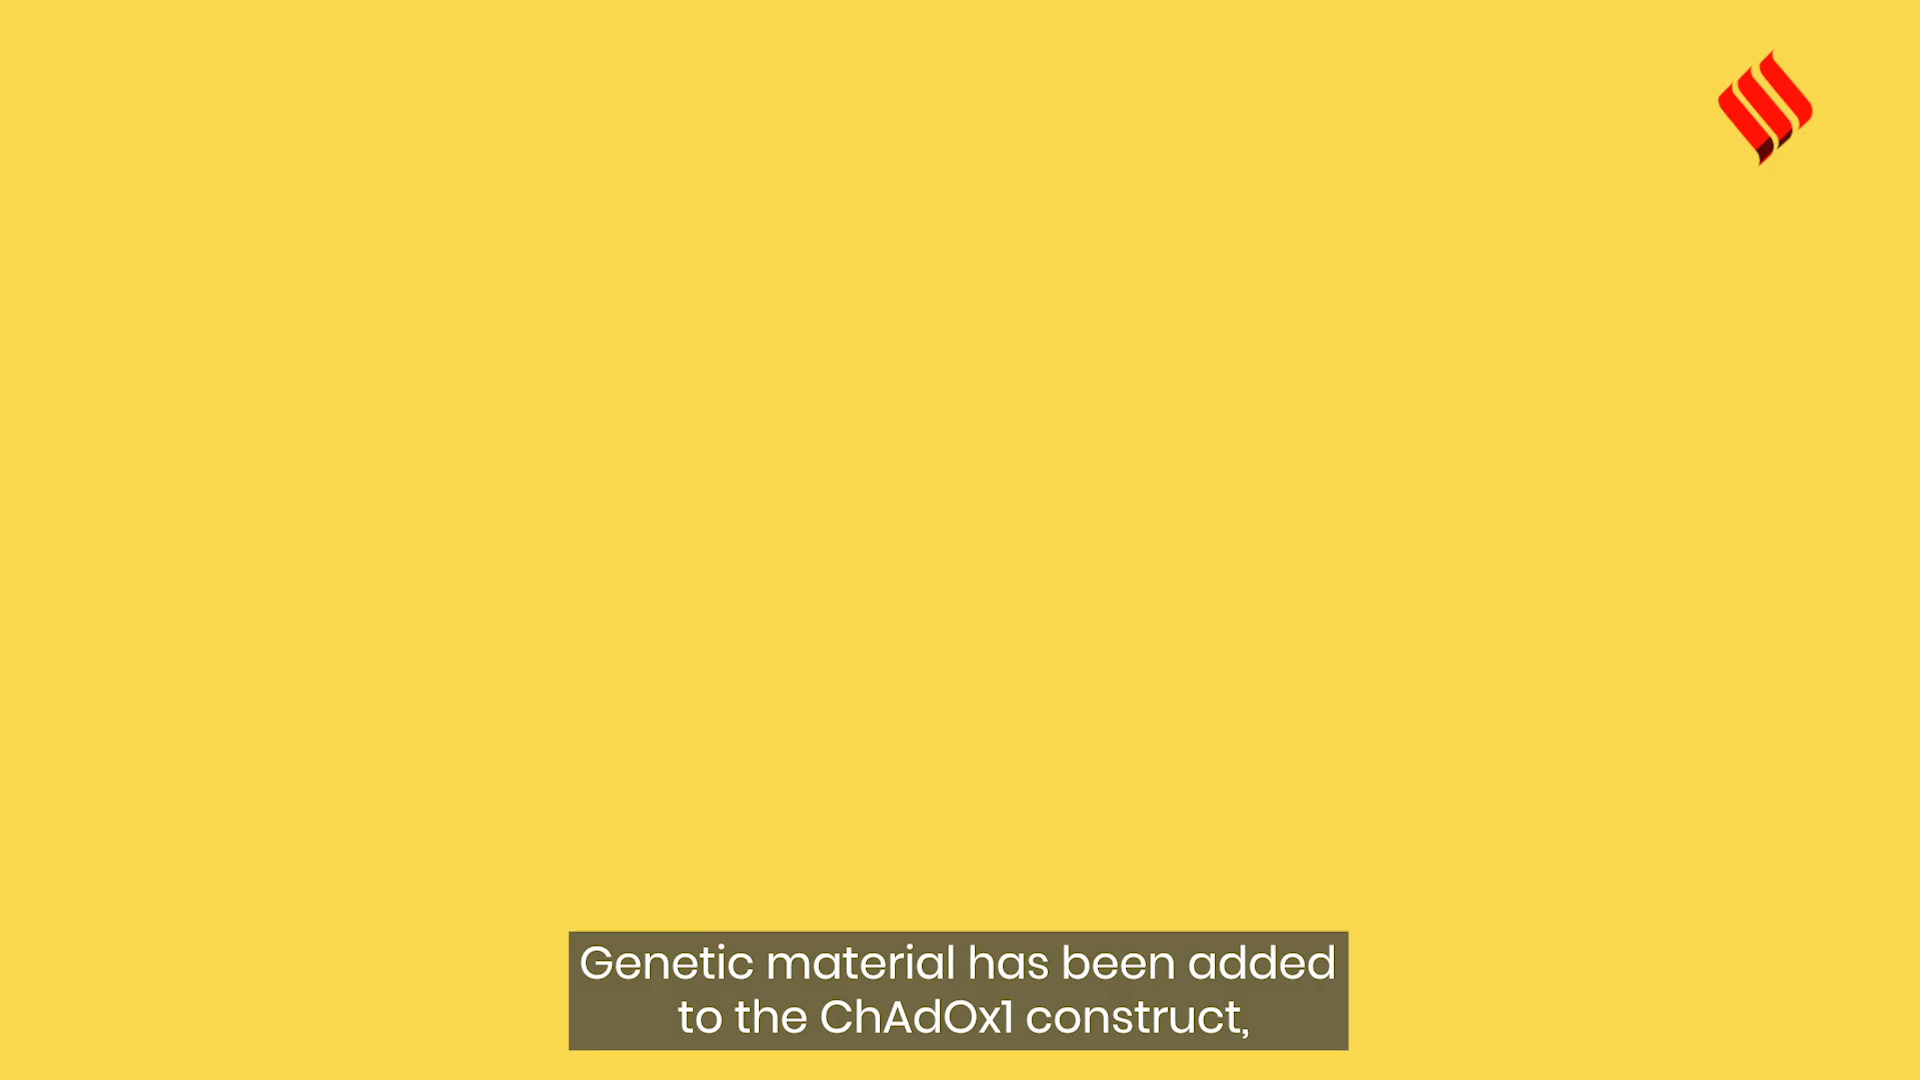 Genetic material has been added
to the ChAdOx1 construct,